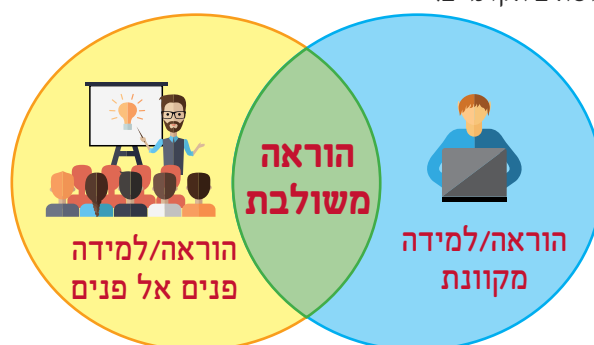 הוראה
משולבת
הוראה/למידה
מקוונת
הוראה/למידה
פנים אל פנים